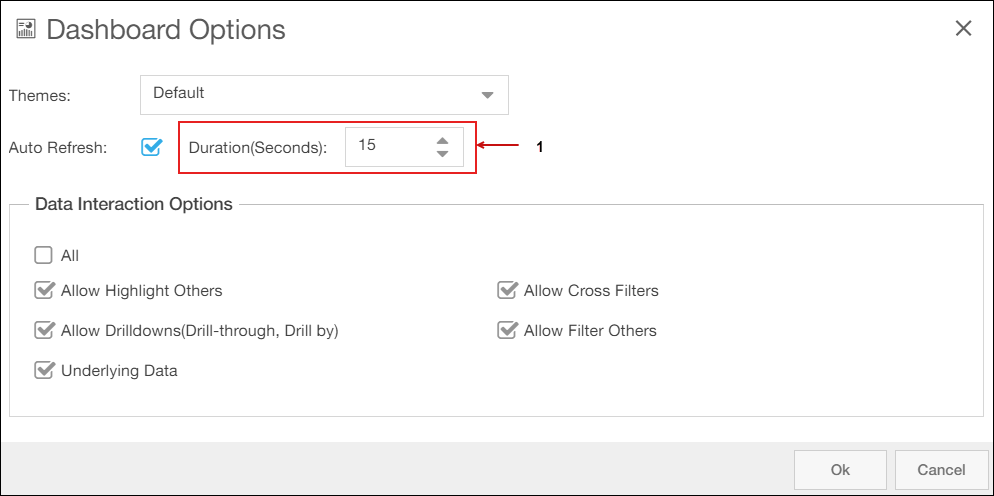 Dashboard Options
Themes: Default
Auto Refresh: Duration(Seconds): 15 1
Data Interaction Options
All
Allow Highlight Others Allow Cross Filters
Allow Drilldowns(Drill-through, Drill by) Allow Filter Others
Underlying Data
Ok Cancel